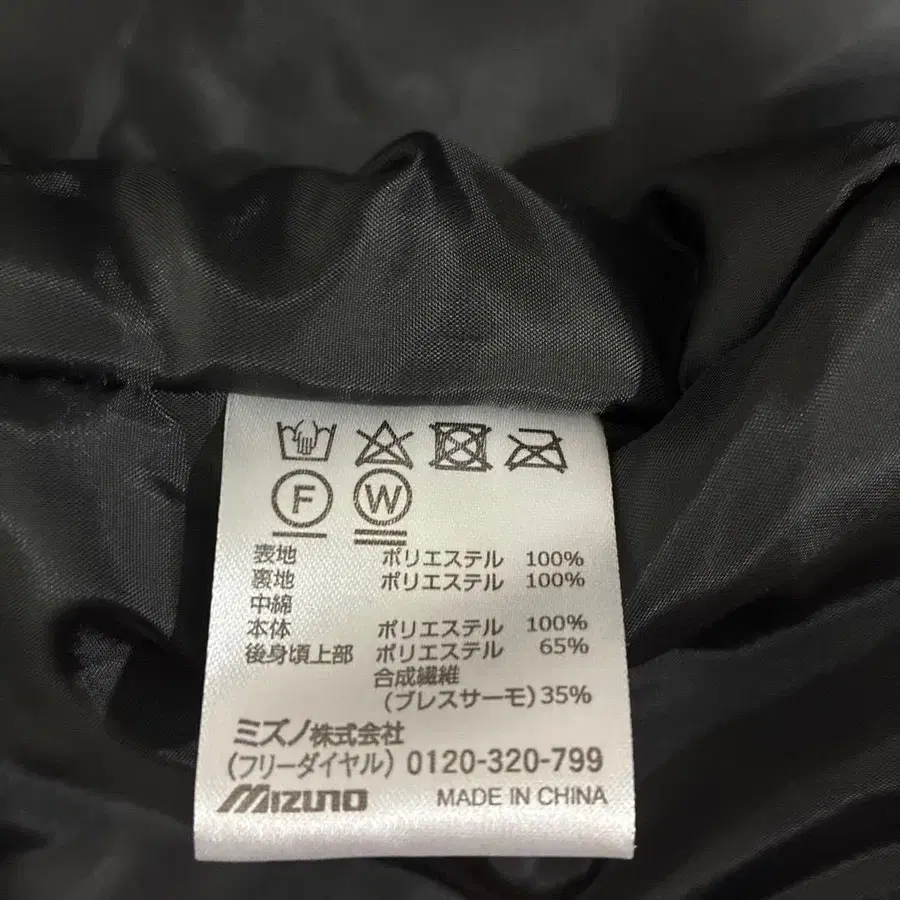 F W
表地 ポリエステル 100%
裏地 ポリエステル 100%
中綿
本体 ポリエステル 100%
後身頃上部 ポリエステル 65%
合成繊維
(ブレスサーモ) 35%
ミズノ株式会社
(フリーダイヤル) 0120-320-799
MIZUNO MADE IN CHINA